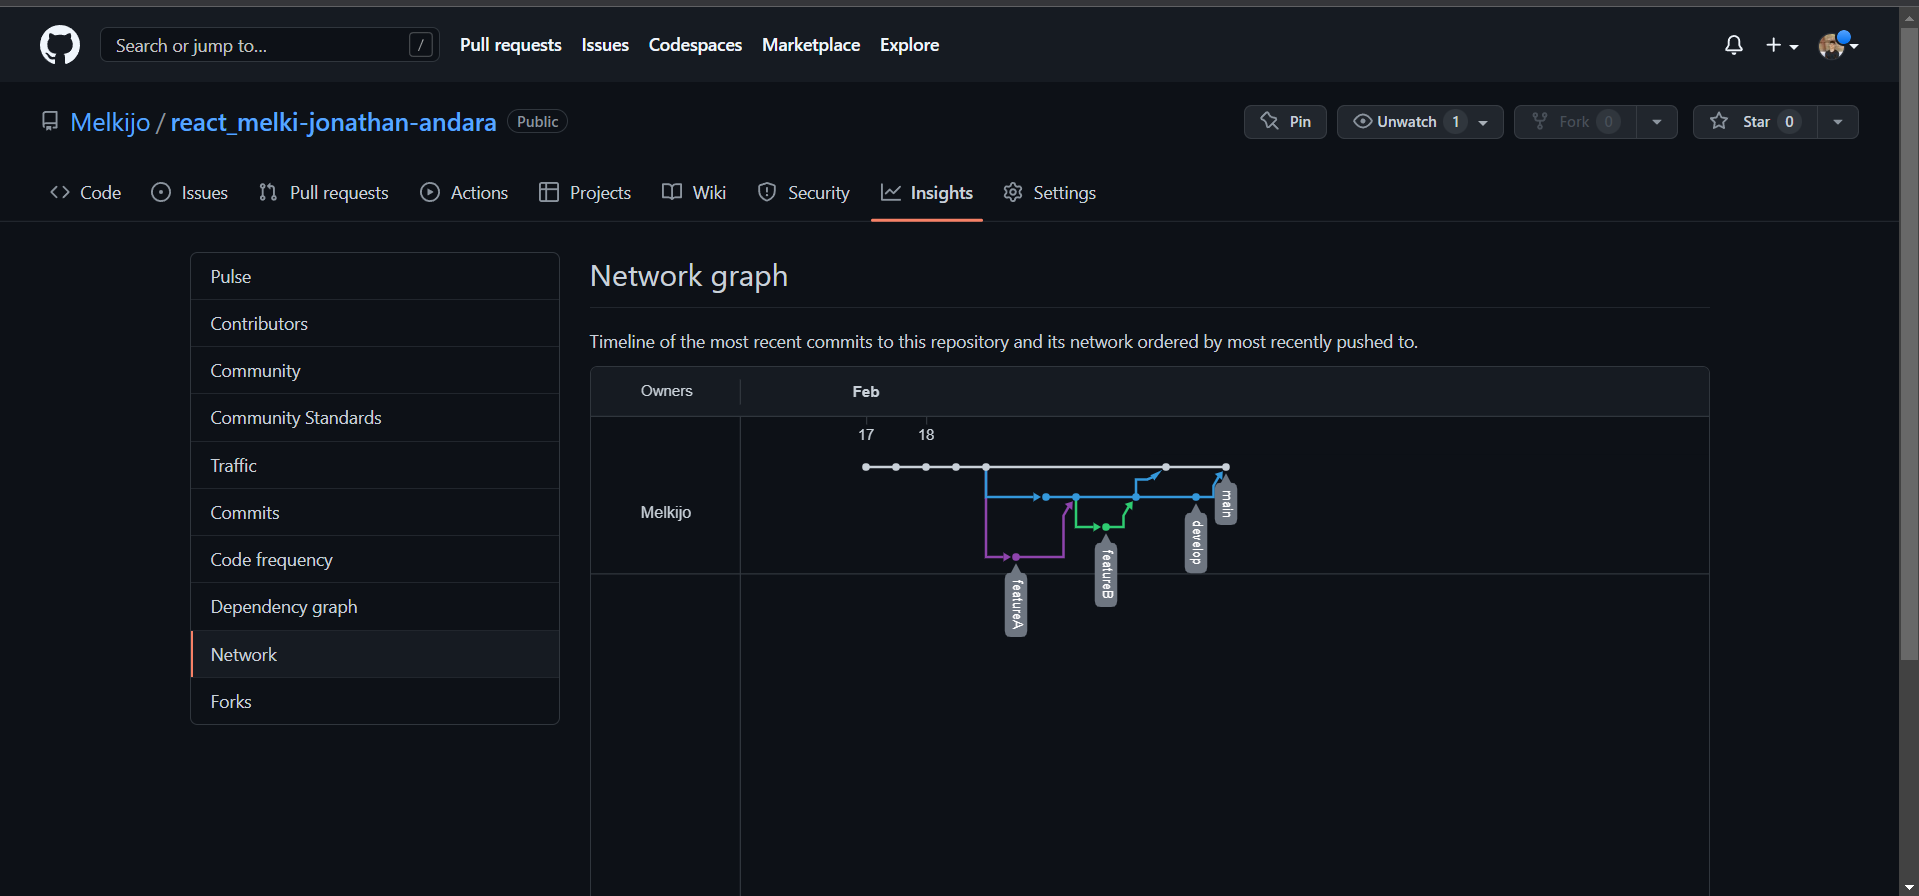 Search or jump to...
/
Pull requests
Issues
Codespaces
Marketplace
Explore
Melkijo / react_melki-jonathan-andara
Public
Pin
Unwatch 1
Fork 0
Star 0
Code
Issues
Pull requests
Actions
Projects
Wiki
Security
Insights
Settings
Pulse
Contributors
Community
Community Standards
Traffic
Commits
Code frequency
Dependency graph
Network
Forks
Network graph
Timeline of the most recent commits to this repository and its network ordered by most recently pushed to.
Owners
Feb
17
18
Melkijo
main
develop
featureB
featureA